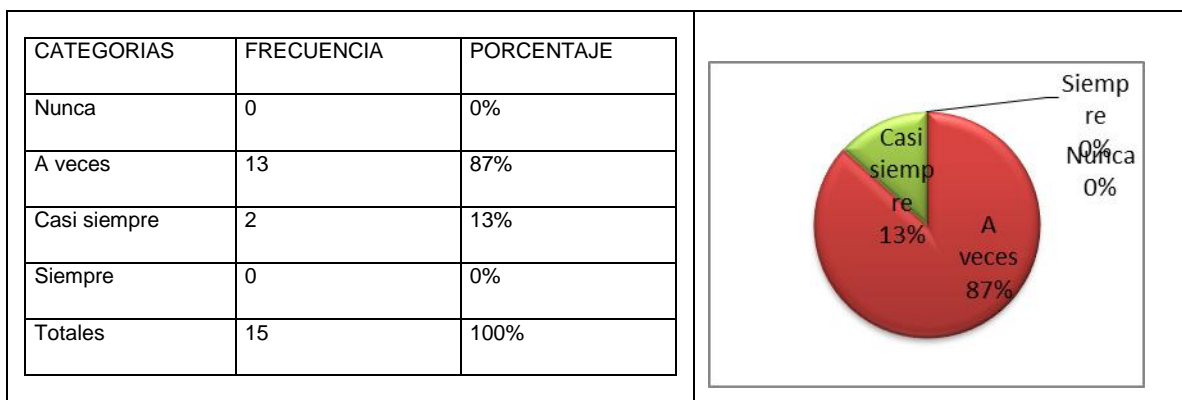 CATEGORIAS FRECUENCIA PORCENTAJE
Nunca 0 0%
A veces 13 87%
Casi siempre 2 13%
Siempre 0 0%
Totales 15 100%
Siemp
re
0%
Nunca
0%
Casi
siemp
re
13%
A
veces
87%